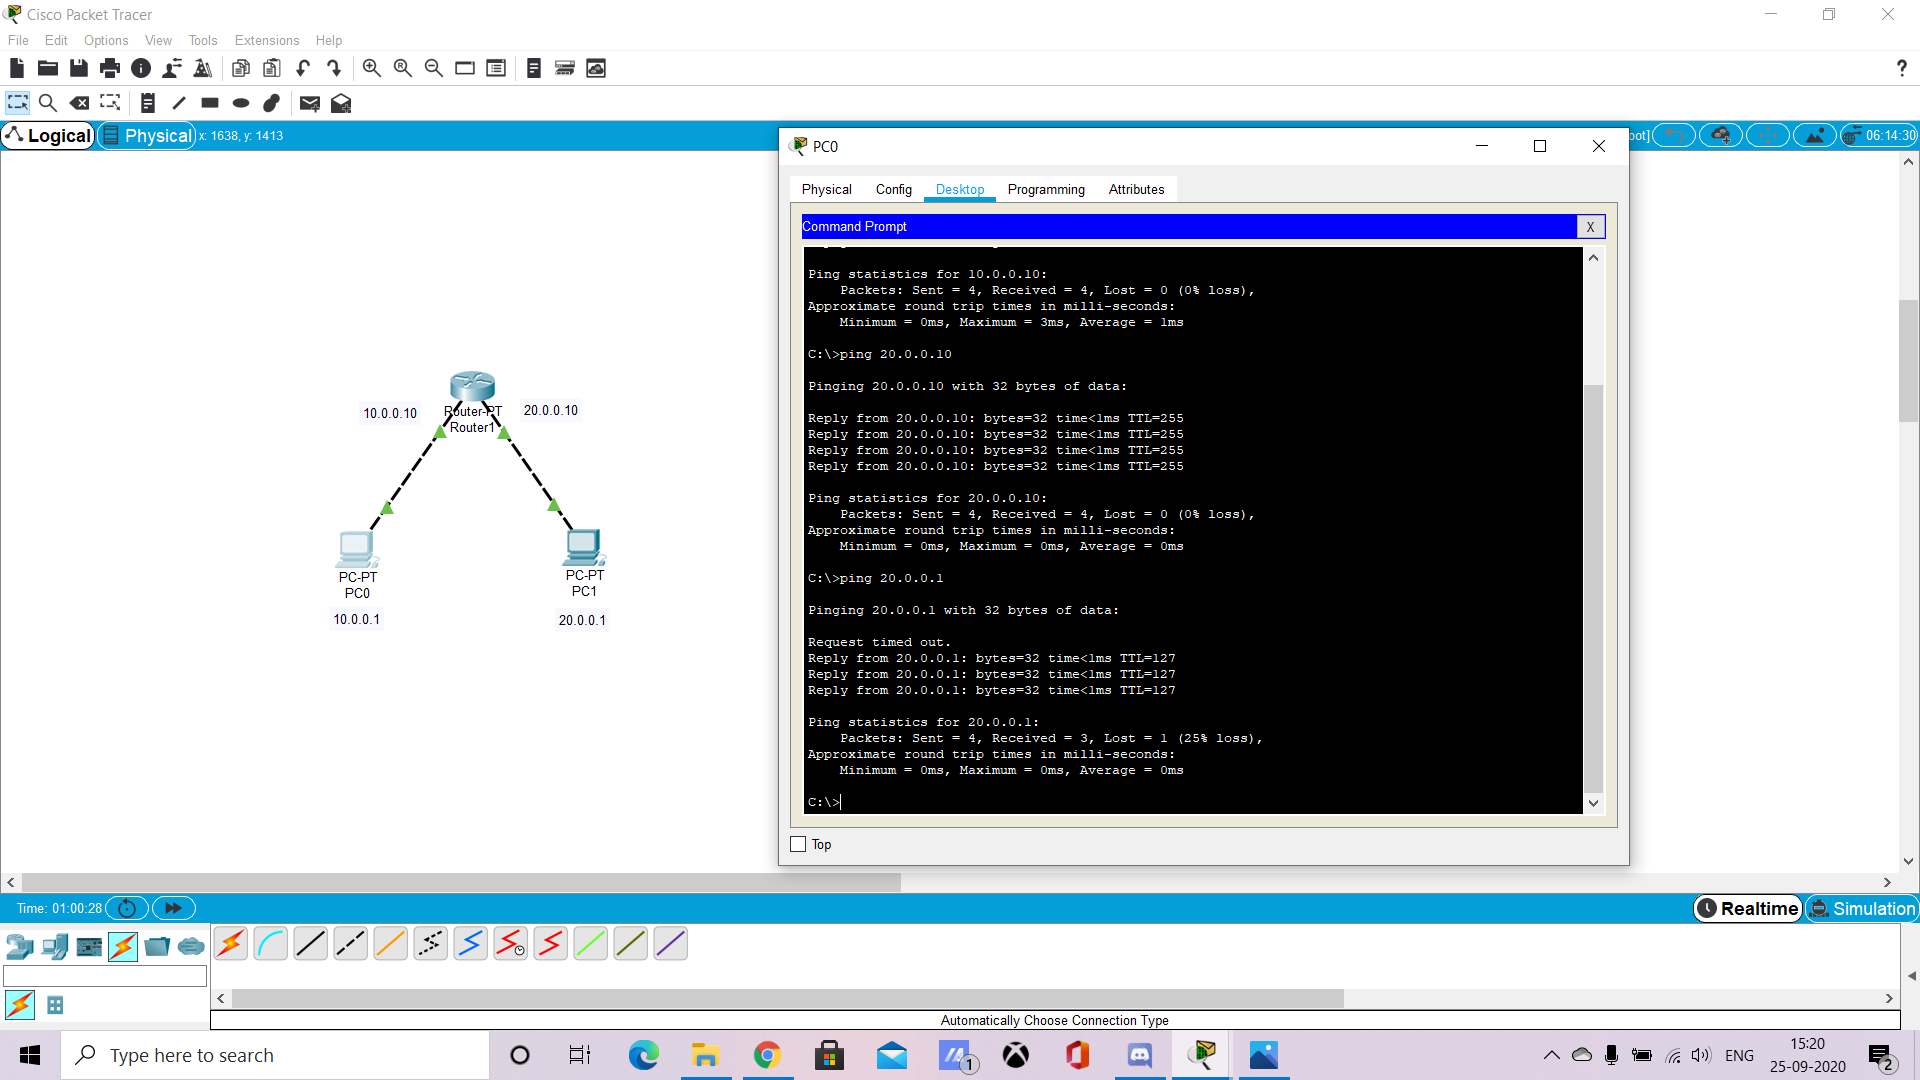 Cisco Packet Tracer
File Edit Options View Tools Extensions Help
?
Logical Physical x: 1638, y: 1413
06:14:30
PC0
Physical Config Desktop Programming Attributes
Command Prompt X
Ping statistics for 10.0.0.10:
Packets: Sent = 4, Received = 4, Lost = 0 (0% loss),
Approximate round trip times in milli-seconds:
Minimum = 0ms, Maximum = 3ms, Average = 1ms
C:\>ping 20.0.0.10
Pinging 20.0.0.10 with 32 bytes of data:
Reply from 20.0.0.10: bytes=32 time<1ms TTL=255
Reply from 20.0.0.10: bytes=32 time<1ms TTL=255
Reply from 20.0.0.10: bytes=32 time<1ms TTL=255
Reply from 20.0.0.10: bytes=32 time<1ms TTL=255
Ping statistics for 20.0.0.10:
Packets: Sent = 4, Received = 4, Lost = 0 (0% loss),
Approximate round trip times in milli-seconds:
Minimum = 0ms, Maximum = 0ms, Average = 0ms
C:\>ping 20.0.0.1
Pinging 20.0.0.1 with 32 bytes of data:
Request timed out.
Reply from 20.0.0.1: bytes=32 time<1ms TTL=127
Reply from 20.0.0.1: bytes=32 time<1ms TTL=127
Reply from 20.0.0.1: bytes=32 time<1ms TTL=127
Ping statistics for 20.0.0.1:
Packets: Sent = 4, Received = 3, Lost = 1 (25% loss),
Approximate round trip times in milli-seconds:
Minimum = 0ms, Maximum = 0ms, Average = 0ms
C:\>
Top
10.0.0.10
Router-PT
Router1
20.0.0.10
PC-PT
PC0
10.0.0.1
PC-PT
PC1
20.0.0.1
Time: 01:00:28
Realtime Simulation
Automatically Choose Connection Type
Type here to search
1
ENG
15:20
25-09-2020
2